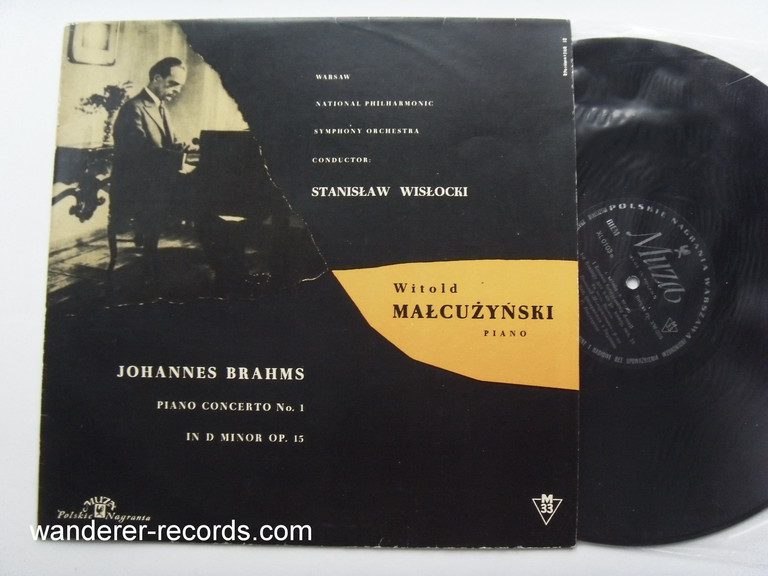 WARSAW
NATIONAL PHILHARMONIC
SYMPHONY ORCHESTRA
CONDUCTOR:
STANISŁAW WISŁOCKI
Witold
MAŁCUŻYŃSKI
PIANO
JOHANNES BRAHMS
PIANO CONCERTO No. 1
IN D MINOR OP. 15
MUZA
Polskie Nagrania
M
33
POLSKIE NAGRANIA WARSZAWA
Muza
wanderer-records.com